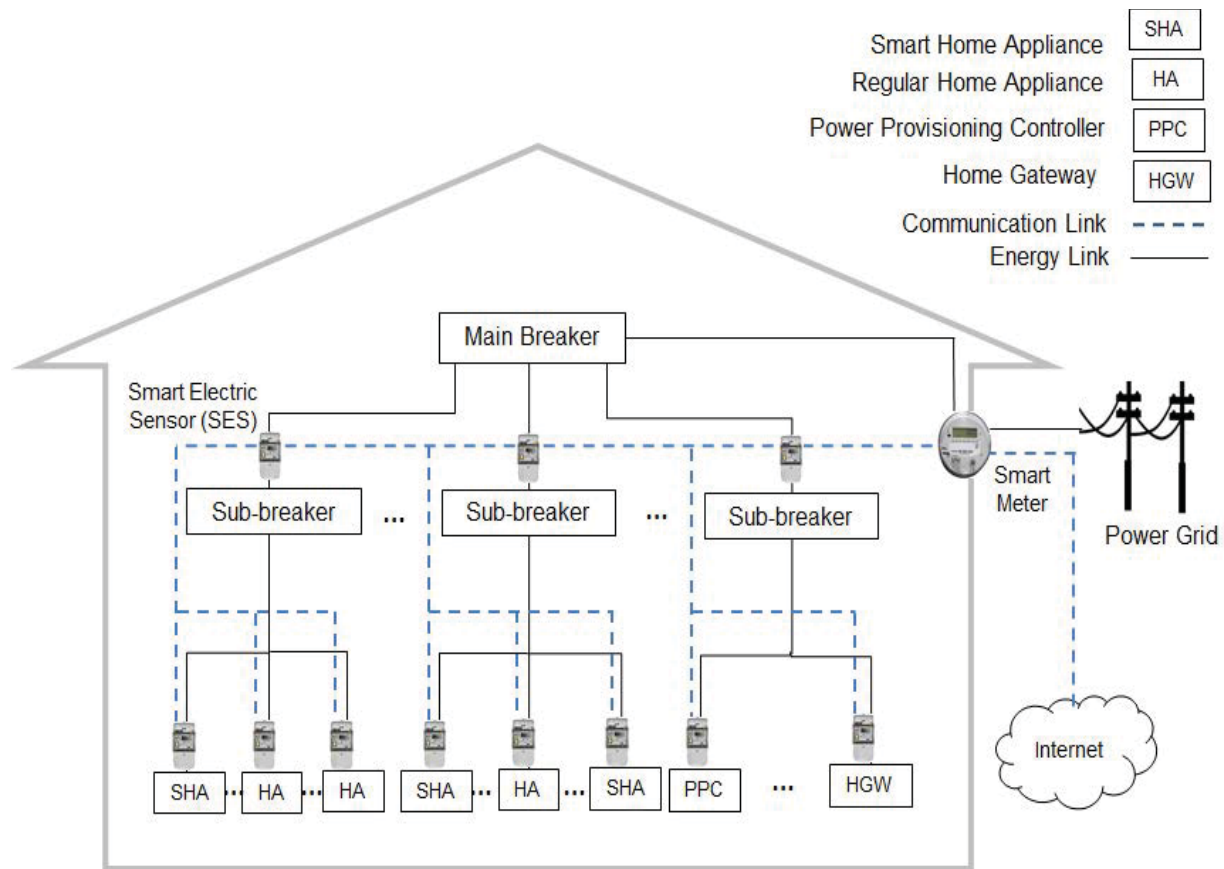 Smart Home Appliance
SHA
Regular Home Appliance
HA
Power Provisioning Controller
PPC
Home Gateway
HGW
Communication Link
Energy Link
Main Breaker
Smart Electric
Sensor (SES)
Smart
Meter
Power Grid
Sub-breaker
...
Sub-breaker
...
Sub-breaker
Internet
SHA
...
HA
...
HA
SHA
...
HA
...
SHA
PPC
...
HGW